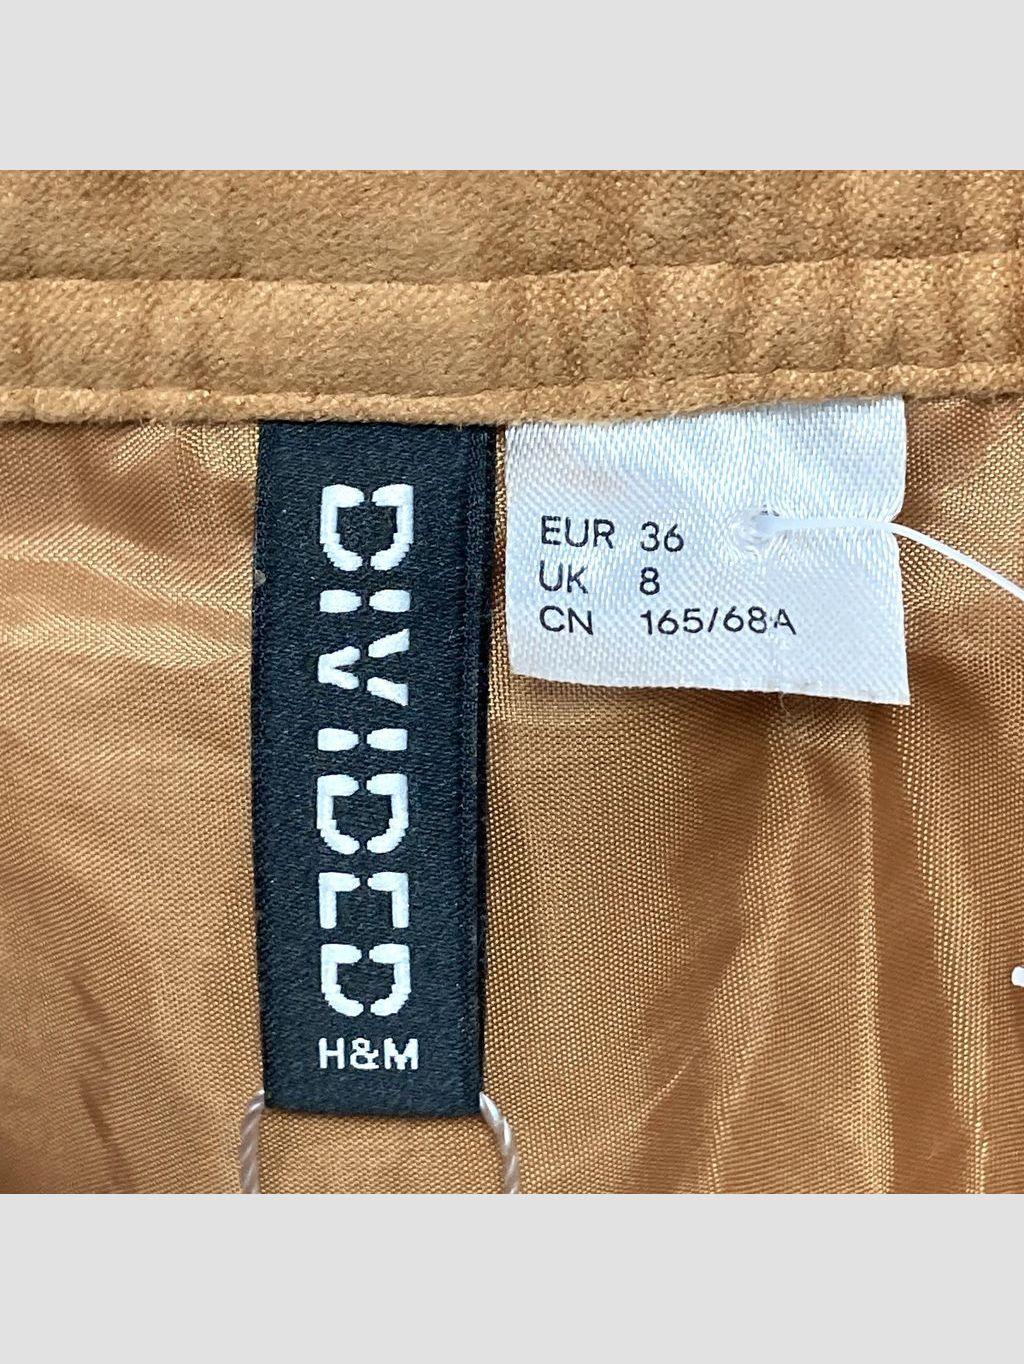 DIVIDED
H&M
EUR 36
UK 8
CN 165/68A